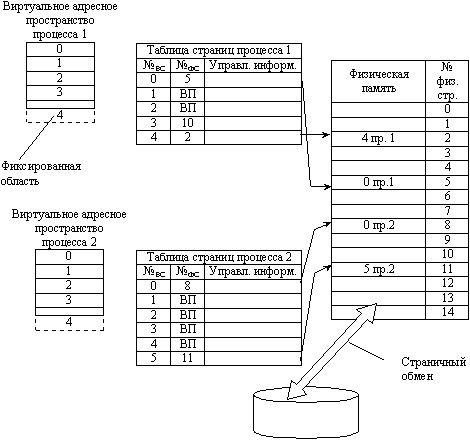 Виртуальное адресное
пространство
процесса 1
0
1
2
3
4
Фиксированная
область
Таблица страниц процесса 1
№ВС №ФС Управл. информ.
0 5
1 ВП
2 ВП
3 10
4 2
Физическая
память
№
физ.
стр.
0
1
4 пр. 1 2
3
4
0 пр.1 5
6
7
0 пр.2 8
9
10
5 пр.2 11
12
13
14
Виртуальное адресное
пространство
процесса 2
0
1
2
3
4
Таблица страниц процесса 2
№ВС №ФС Управл. информ.
0 8
1 ВП
2 ВП
3 ВП
4 ВП
5 11
Страничный
обмен